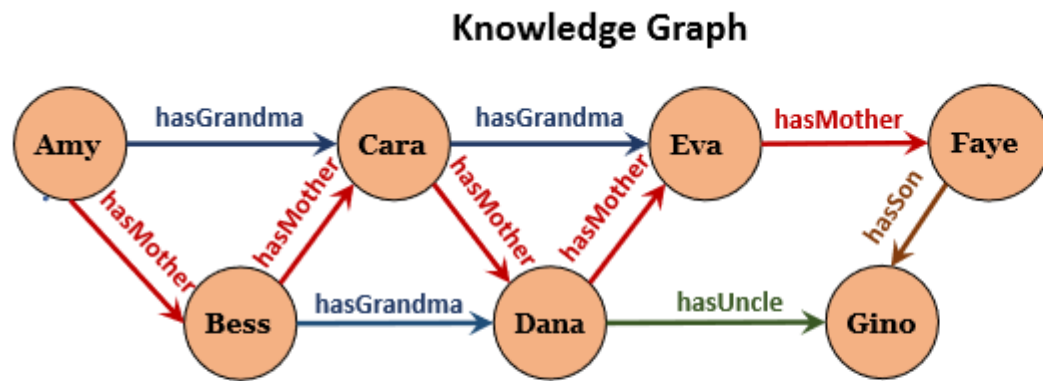 Knowledge Graph
hasGrandma
hasGrandma
hasMother
Amy
Cara
Eva
Faye
hasMother
hasMother
hasMother
hasMother
hasSon
hasGrandma
hasUncle
Bess
Dana
Gino